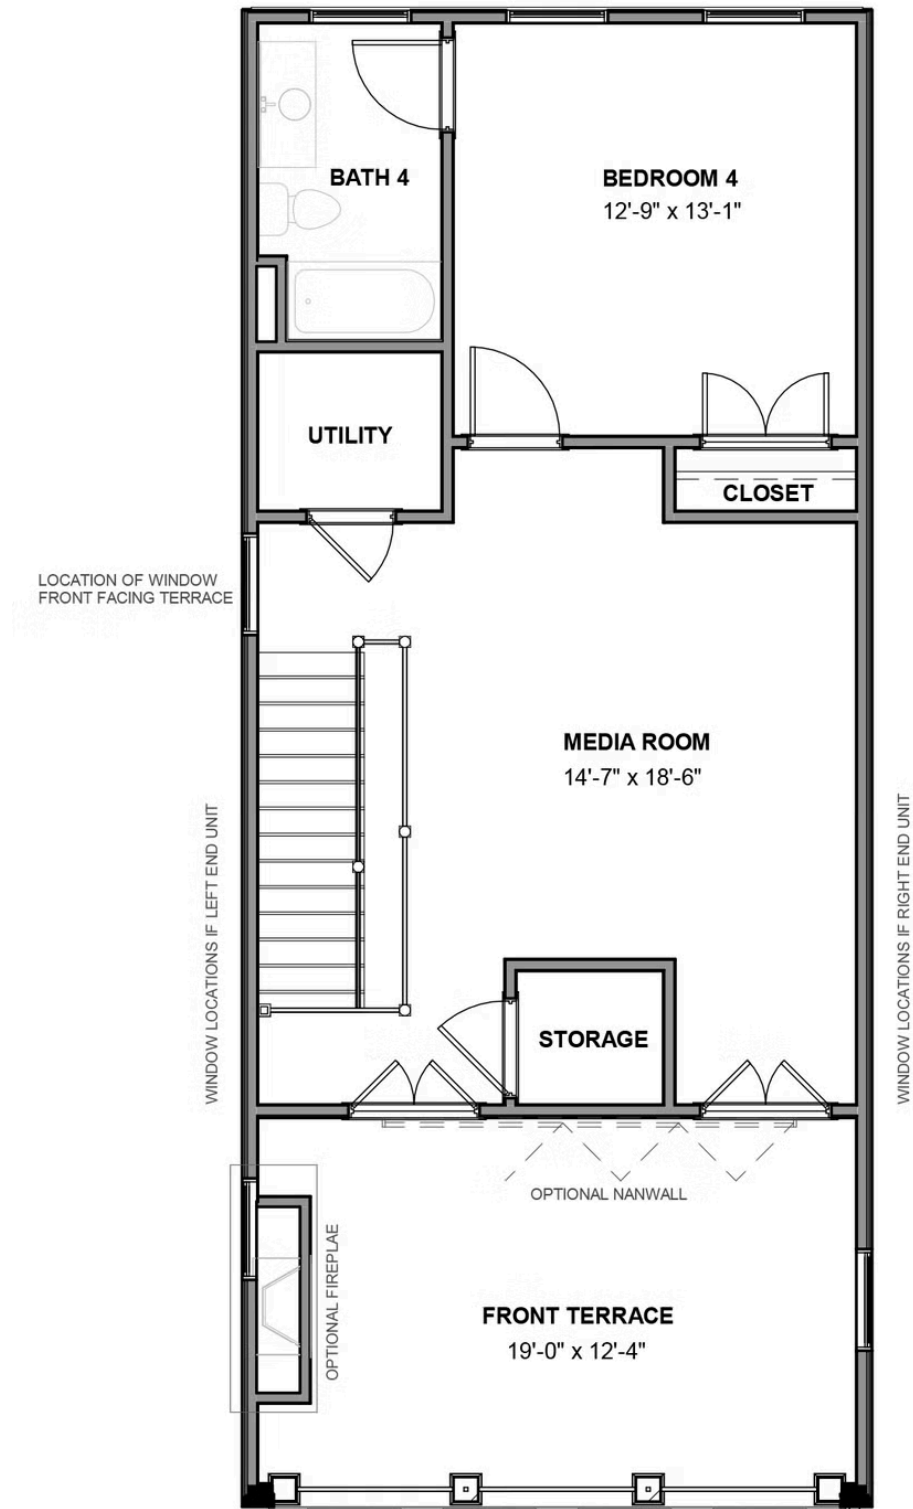 BATH 4
BEDROOM 4
12'-9" x 13'-1"
UTILITY
CLOSET
LOCATION OF WINDOW
FRONT FACING TERRACE
MEDIA ROOM
14'-7" x 18'-6"
WINDOW LOCATIONS IF LEFT END UNIT
WINDOW LOCATIONS IF RIGHT END UNIT
STORAGE
OPTIONAL NANWALL
OPTIONAL FIREPLAE
FRONT TERRACE
19'-0" x 12'-4"